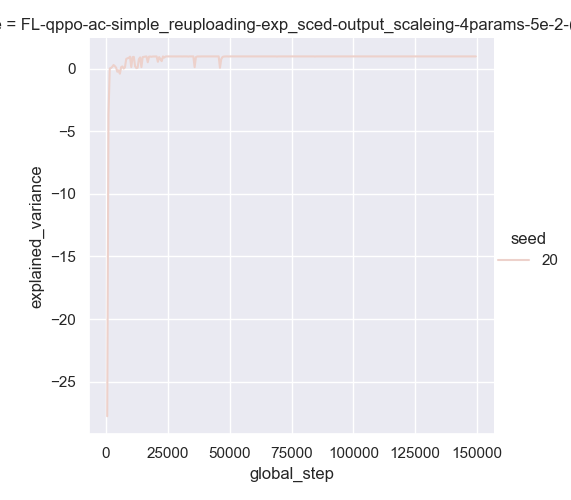 e = FL-qppo-ac-simple_reuploading-exp_sced-output_scaleing-4params-5e-2-
explained_variance
0
−5
−10
−15
−20
−25
0 25000 50000 75000 100000 125000 150000
global_step
seed
20